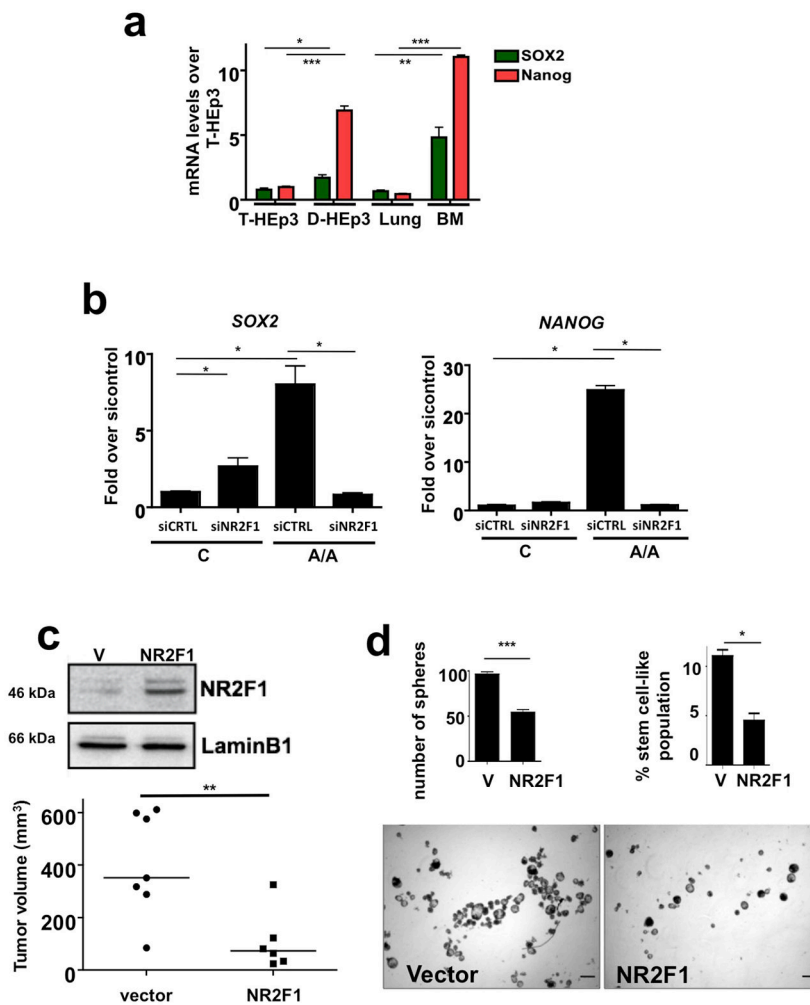 a
mRNA levels over
T-HEp3
10
5
0
* 
***
***
**
SOX2
Nanog
T-HEp3 D-HEp3 Lung BM
b
SOX2
Fold over sicontrol
10
5
0
*
*
*
siCRTL siNR2F1 siCTRL siNR2F1
C A/A
NANOG
Fold over sicontrol
30
20
10
0
*
*
siCTRL siNR2F1 siCTRL siNR2F1
C A/A
c
V NR2F1
46 kDa NR2F1
66 kDa LaminB1
Tumor volume (mm³)
600
400
200
0
**
vector NR2F1
d
number of spheres
100
50
0
***
V NR2F1
% stem cell-like
population
10
5
0
*
V NR2F1
Vector
NR2F1